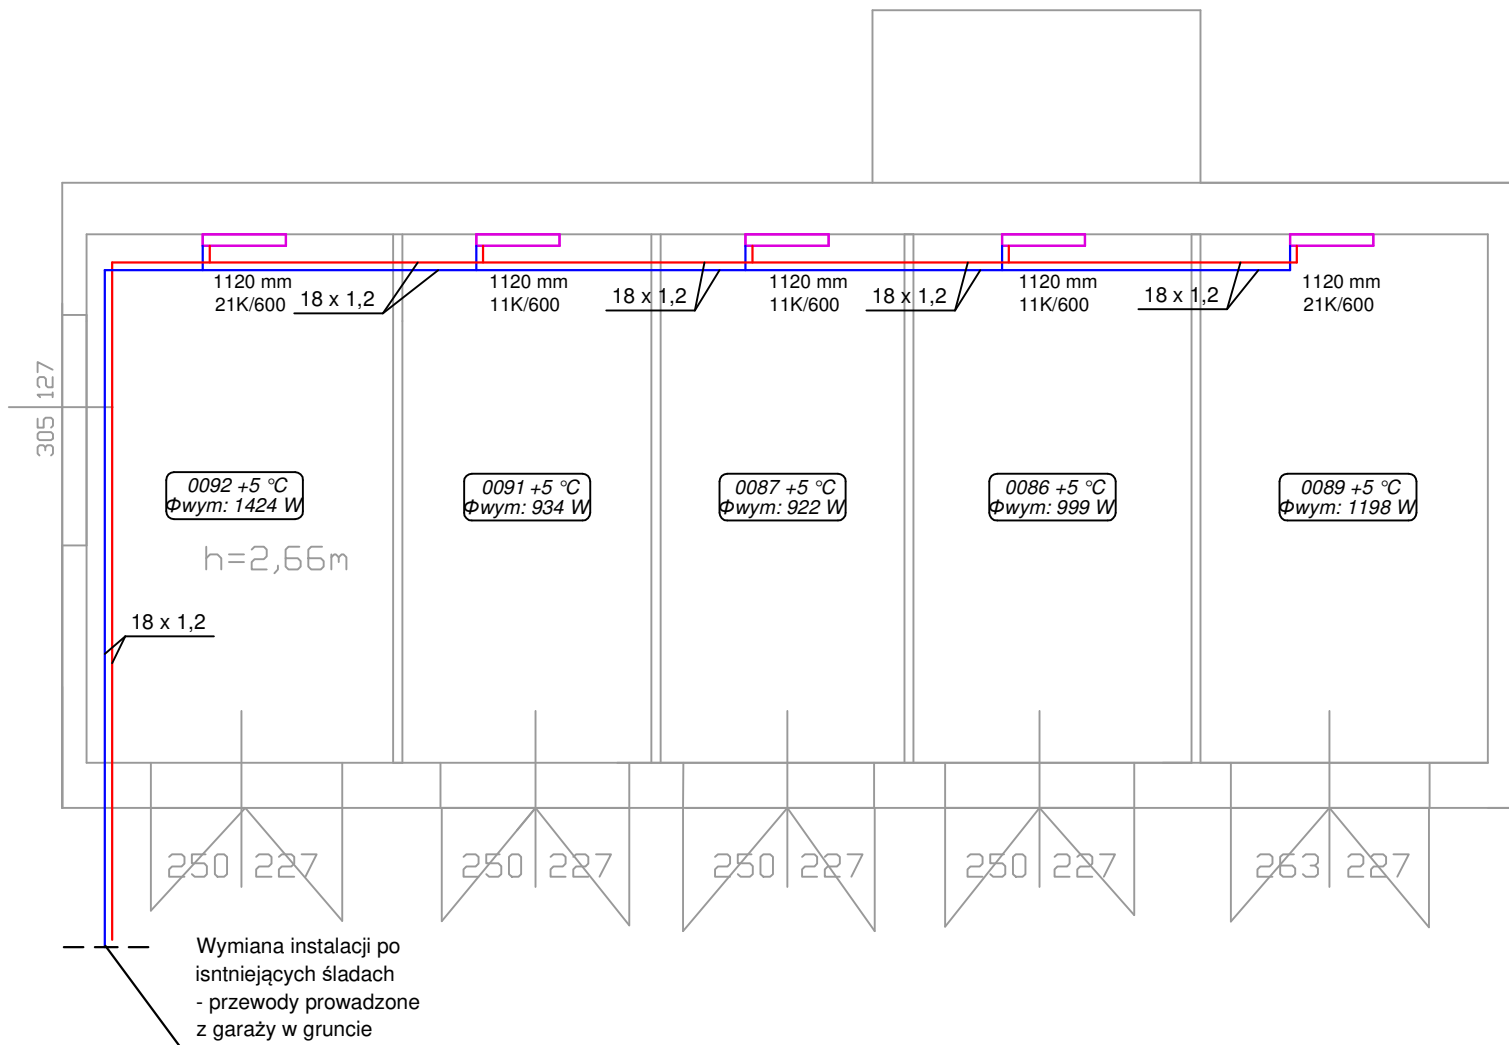 1120 mm
21K/600
18 x 1,2
1120 mm
11K/600
18 x 1,2
1120 mm
11K/600
18 x 1,2
1120 mm
11K/600
18 x 1,2
1120 mm
21K/600
305 127
0092 +5 °C
Φwym: 1424 W
0091 +5 °C
Φwym: 934 W
0087 +5 °C
Φwym: 922 W
0086 +5 °C
Φwym: 999 W
0089 +5 °C
Φwym: 1198 W
h=2,66m
18 x 1,2
250 227
250 227
250 227
250 227
263 227
Wymiana instalacji po
isntniejących śladach
- przewody prowadzone
z garaży w gruncie